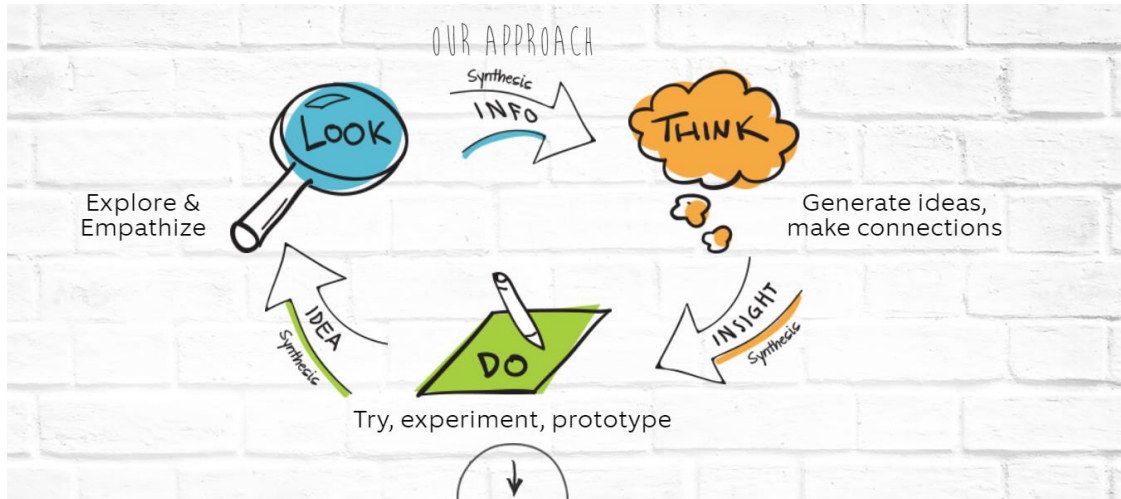 OUR APPROACH
Synthesis
INFO
LOOK
THINK
Explore &
Empathize
Generate ideas,
make connections
IDEA
Synthesis
INSIGHT
Synthesis
DO
Try, experiment, prototype